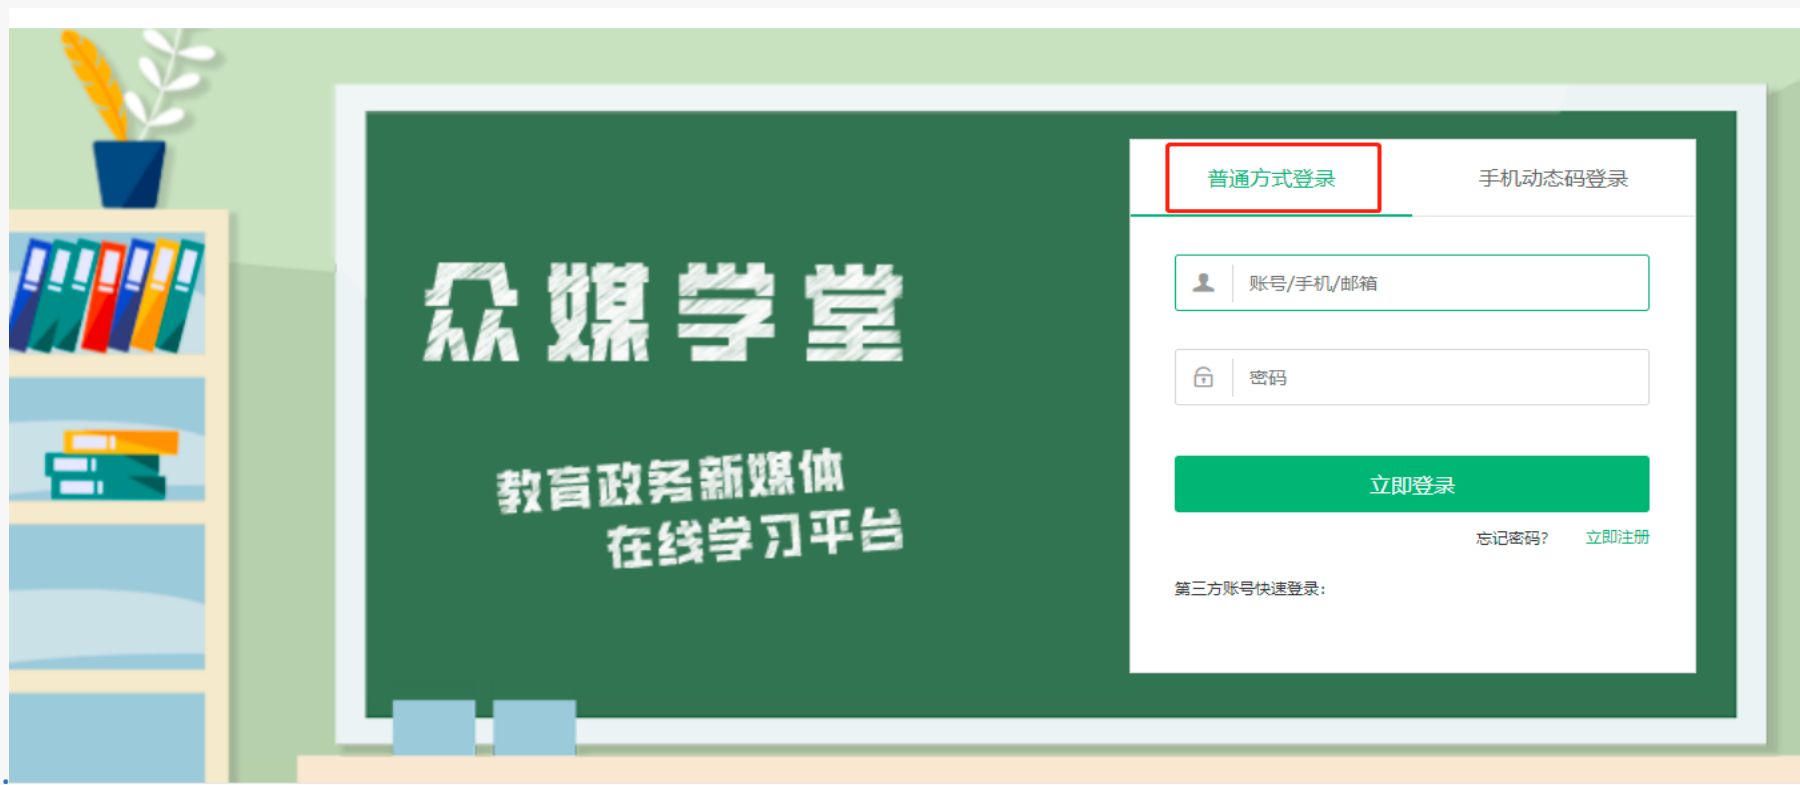 众媒学堂
教育政务新媒体
在线学习平台
普通方式登录
手机动态码登录
账号/手机/邮箱
密码
立即登录
忘记密码?
立即注册
第三方账号快速登录: